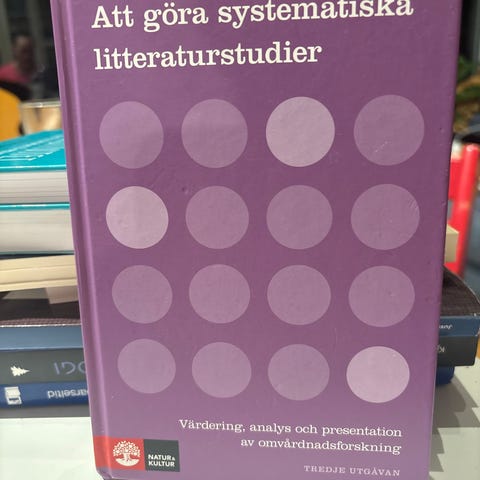 Att göra systematiska
litteraturstudier
Värdering, analys och presentation
av omvårdnadsforskning
NATUR&
KULTUR
TREDJE UTGÅVAN